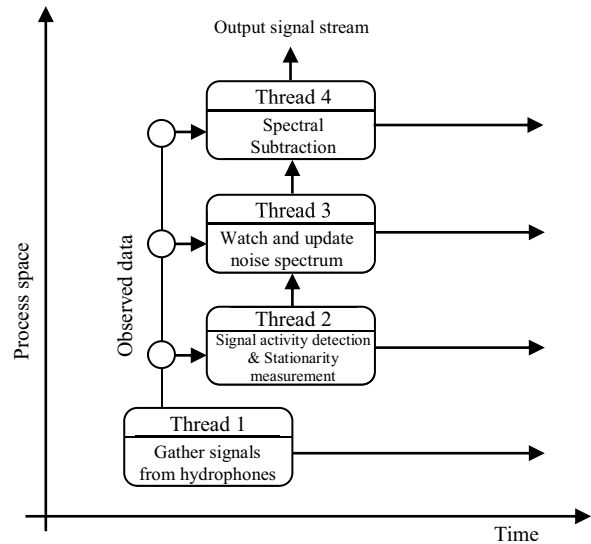 Output signal stream
Thread 4
Spectral
Subtraction
Thread 3
Watch and update
noise spectrum
Thread 2
Signal activity detection
& Stationarity
measurement
Thread 1
Gather signals
from hydrophones
Observed data
Process space
Time